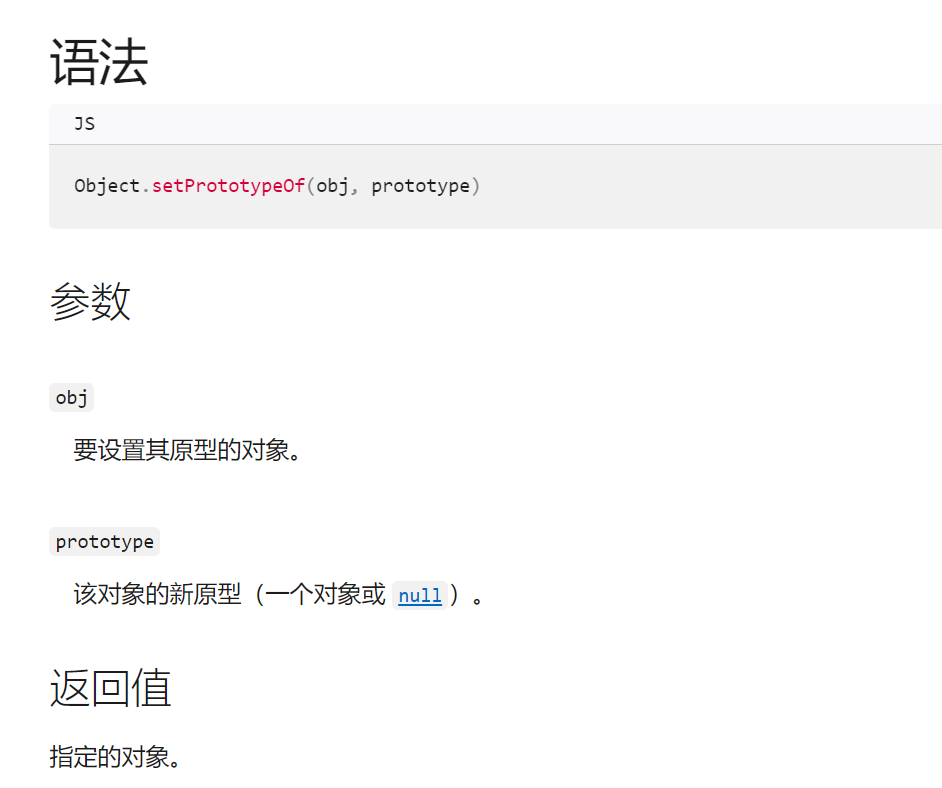 语法
JS
Object.setPrototypeOf(obj, prototype)
参数
obj
要设置其原型的对象。
prototype
该对象的新原型（一个对象或 null）。
返回值
指定的对象。